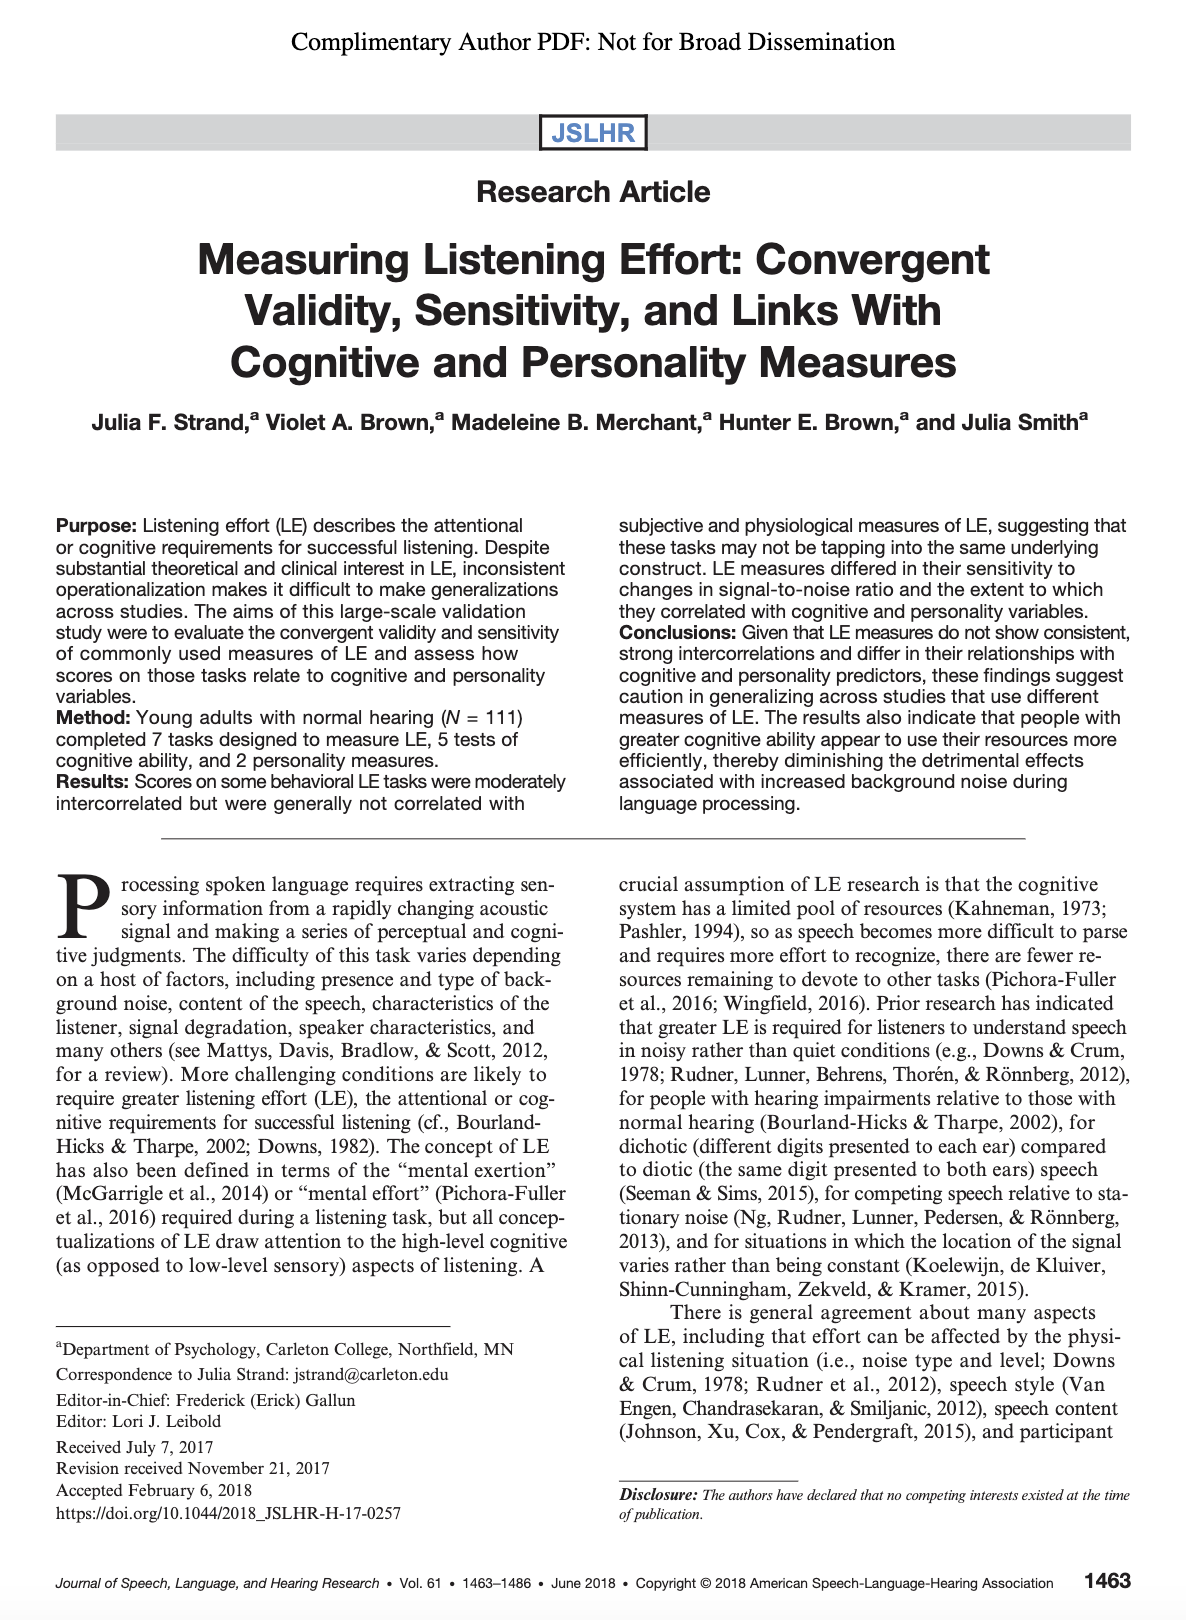 Complimentary Author PDF: Not for Broad Dissemination
JSLHR
Research Article
Measuring Listening Effort: Convergent
Validity, Sensitivity, and Links With
Cognitive and Personality Measures
Julia F. Strand,a Violet A. Brown,a Madeleine B. Merchant,a Hunter E. Brown,a and Julia Smitha
Purpose: Listening effort (LE) describes the attentional
or cognitive requirements for successful listening. Despite
substantial theoretical and clinical interest in LE, inconsistent
operationalization makes it difficult to make generalizations
across studies. The aims of this large-scale validation
study were to evaluate the convergent validity and sensitivity
of commonly used measures of LE and assess how
scores on those tasks relate to cognitive and personality
variables.
Method: Young adults with normal hearing (N = 111)
completed 7 tasks designed to measure LE, 5 tests of
cognitive ability, and 2 personality measures.
Results: Scores on some behavioral LE tasks were moderately
intercorrelated but were generally not correlated with
subjective and physiological measures of LE, suggesting that
these tasks may not be tapping into the same underlying
construct. LE measures differed in their sensitivity to
changes in signal-to-noise ratio and the extent to which
they correlated with cognitive and personality variables.
Conclusions: Given that LE measures do not show consistent,
strong intercorrelations and differ in their relationships with
cognitive and personality predictors, these findings suggest
caution in generalizing across studies that use different
measures of LE. The results also indicate that people with
greater cognitive ability appear to use their resources more
efficiently, thereby diminishing the detrimental effects
associated with increased background noise during
language processing.
Processing spoken language requires extracting sen-
sory information from a rapidly changing acoustic
signal and making a series of perceptual and cogni-
tive judgments. The difficulty of this task varies depending
on a host of factors, including presence and type of back-
ground noise, content of the speech, characteristics of the
listener, signal degradation, speaker characteristics, and
many others (see Mattys, Davis, Bradlow, & Scott, 2012,
for a review). More challenging conditions are likely to
require greater listening effort (LE), the attentional or cog-
nitive requirements for successful listening (cf., Bourland-
Hicks & Tharpe, 2002; Downs, 1982). The concept of LE
has also been defined in terms of the “mental exertion”
(McGarrigle et al., 2014) or “mental effort” (Pichora-Fuller
et al., 2016) required during a listening task, but all concep-
tualizations of LE draw attention to the high-level cognitive
(as opposed to low-level sensory) aspects of listening. A
crucial assumption of LE research is that the cognitive
system has a limited pool of resources (Kahneman, 1973;
Pashler, 1994), so as speech becomes more difficult to parse
and requires more effort to recognize, there are fewer re-
sources remaining to devote to other tasks (Pichora-Fuller
et al., 2016; Wingfield, 2016). Prior research has indicated
that greater LE is required for listeners to understand speech
in noisy rather than quiet conditions (e.g., Downs & Crum,
1978; Rudner, Lunner, Behrens, Thorén, & Rönnberg, 2012),
for people with hearing impairments relative to those with
normal hearing (Bourland-Hicks & Tharpe, 2002), for
dichotic (different digits presented to each ear) compared
to diotic (the same digit presented to both ears) speech
(Seeman & Sims, 2015), for competing speech relative to sta-
tionary noise (Ng, Rudner, Lunner, Pedersen, & Rönnberg,
2013), and for situations in which the location of the signal
varies rather than being constant (Koelewijn, de Kluiver,
Shinn-Cunningham, Zekveld, & Kramer, 2015).
There is general agreement about many aspects
of LE, including that effort can be affected by the physi-
cal listening situation (i.e., noise type and level; Downs
& Crum, 1978; Rudner et al., 2012), speech style (Van
Engen, Chandrasekaran, & Smiljanic, 2012), speech content
(Johnson, Xu, Cox, & Pendergraft, 2015), and participant
aDepartment of Psychology, Carleton College, Northfield, MN
Correspondence to Julia Strand: jstrand@carleton.edu
Editor-in-Chief: Frederick (Erick) Gallun
Editor: Lori J. Leibold
Received July 7, 2017
Revision received November 21, 2017
Accepted February 6, 2018
https://doi.org/10.1044/2018_JSLHR-H-17-0257
Disclosure: The authors have declared that no competing interests existed at the time
of publication.
Journal of Speech, Language, and Hearing Research • Vol. 61 • 1463–1486 • June 2018 • Copyright © 2018 American Speech-Language-Hearing Association 1463